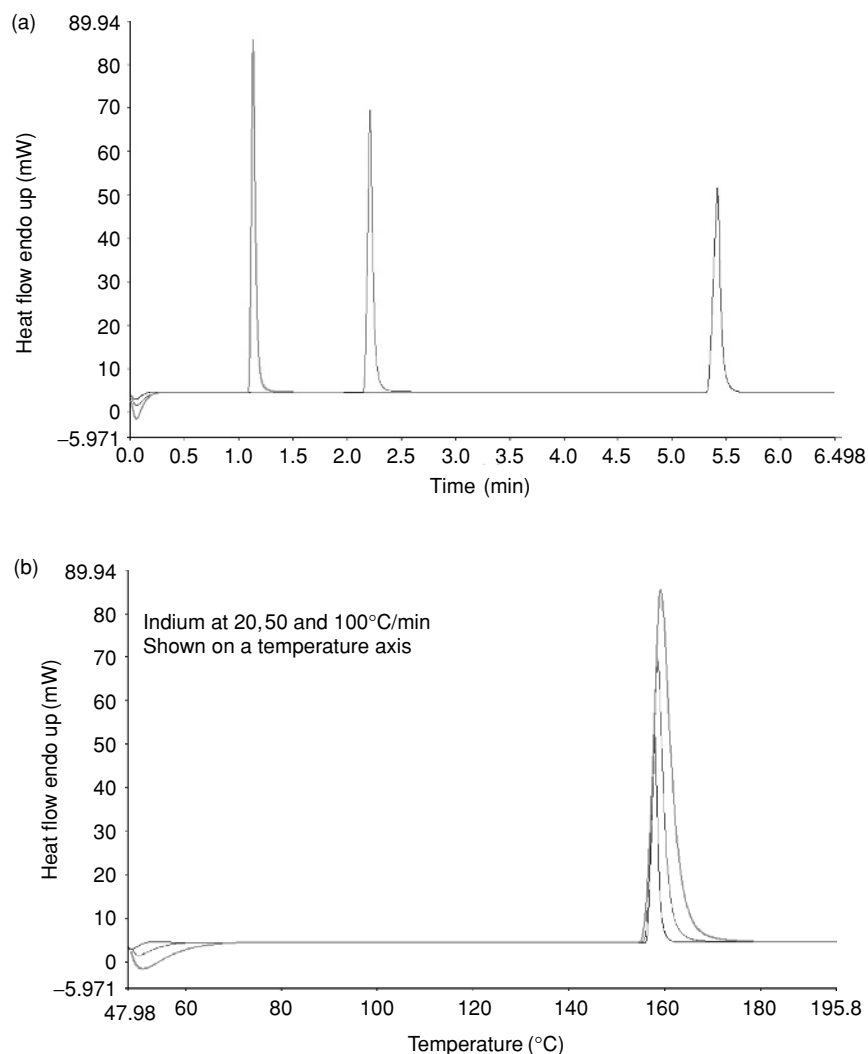 (a)
89.94
80
70
60
50
40
30
20
10
0
−5.971
Heat flow endo up (mW)
0.0 0.5 1.0 1.5 2.0 2.5 3.0 3.5 4.0 4.5 5.0 5.5 6.0 6.498
Time (min)
(b)
89.94
80
70
60
50
40
30
20
10
0
−5.971
Heat flow endo up (mW)
Indium at 20,50 and 100°C/min
Shown on a temperature axis
47.98 60 80 100 120 140 160 180 195.8
Temperature (°C)